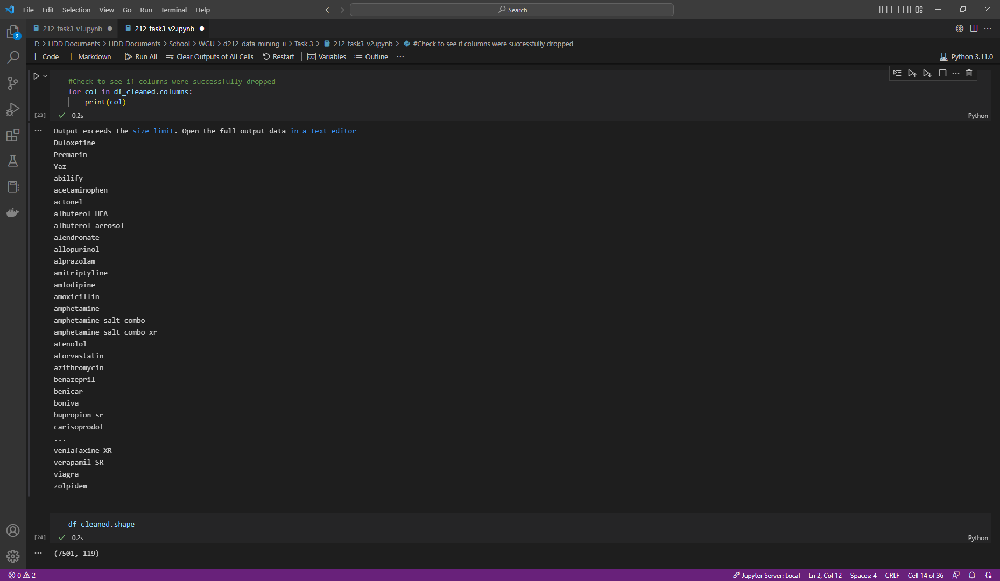 File Edit Selection View Go Run Terminal Help
Search
212_task3_v1.ipynb
212_task3_v2.ipynb
E: > HDD Documents > HDD Documents > School > WGU > d212_data_mining_ii > Task 3 > 212_task3_v2.ipynb > #Check to see if columns were successfully dropped
Code Markdown Run All Clear Outputs of All Cells Restart Variables Outline ... Python 3.11.0
2
#Check to see if columns were successfully dropped
for col in df_cleaned.columns:
print(col)
[23] 0.2s Python
... Output exceeds the size limit. Open the full output data in a text editor
Duloxetine
Premarin
Yaz
abilify
acetaminophen
actonel
albuterol HFA
albuterol aerosol
alendronate
allopurinol
alprazolam
amitriptyline
amlodipine
amoxicillin
amphetamine
amphetamine salt combo
amphetamine salt combo xr
atenolol
atorvastatin
azithromycin
benazepril
benicar
boniva
bupropion sr
carisoprodol
...
venlafaxine XR
verapamil SR
viagra
zolpidem
df_cleaned.shape
[24] 0.2s Python
... (7501, 119)
0 2 Jupyter Server: Local Ln 2, Col 12 Spaces: 4 CRLF Cell 14 of 36